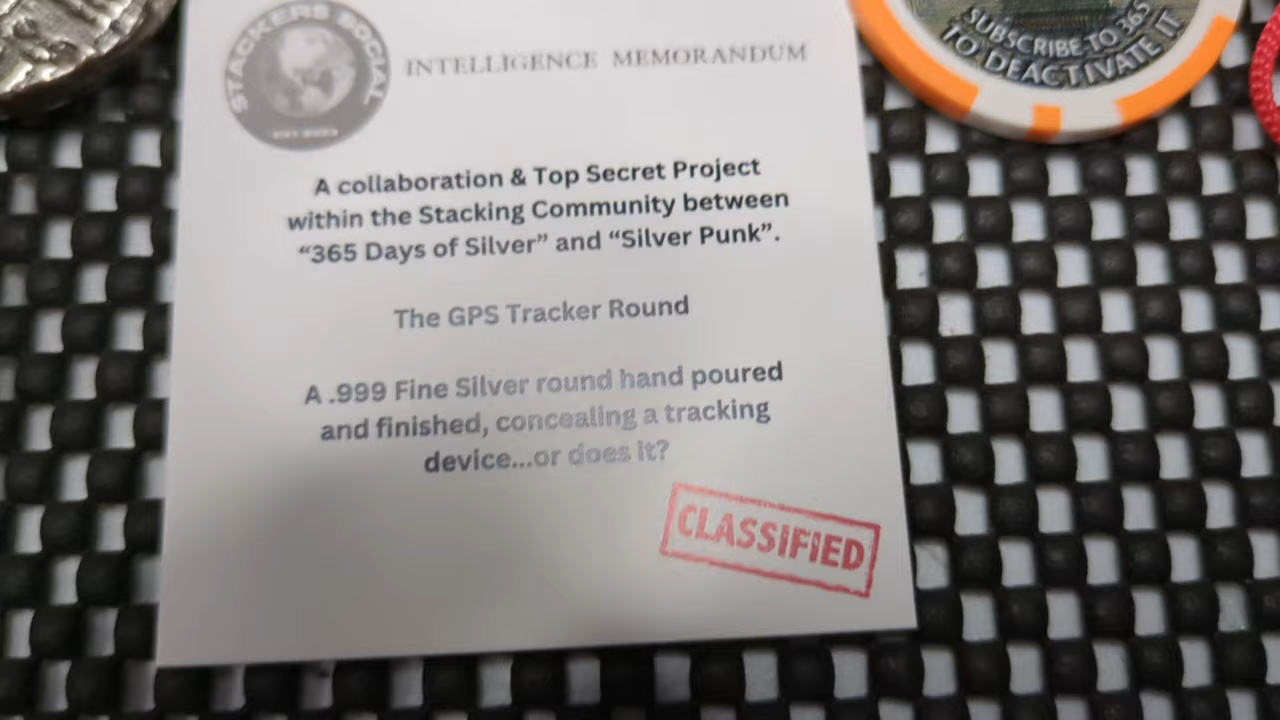 STACKERS SOCIAL
INTELLIGENCE MEMORANDUM
SUBSCRIBE TO 365
TO DEACTIVATE IT
A collaboration & Top Secret Project
within the Stacking Community between
“365 Days of Silver” and “Silver Punk”.
The GPS Tracker Round
A .999 Fine Silver round hand poured
and finished, concealing a tracking
device...or does it?
CLASSIFIED